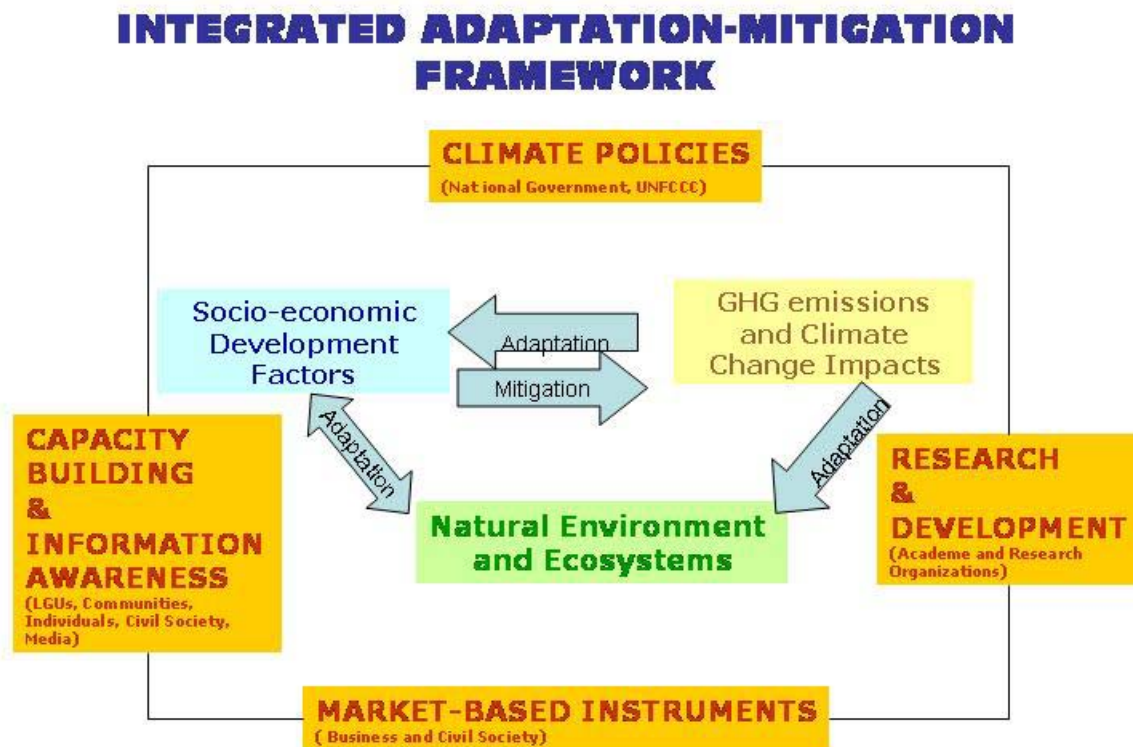 INTEGRATED ADAPTATION-MITIGATION
FRAMEWORK
CLIMATE POLICIES
(National Government, UNFCCC)
Socio-economic
Development
Factors
Adaptation
Mitigation
GHG emissions
and Climate
Change Impacts
Adaptation
Adaptation
CAPACITY
BUILDING
&
INFORMATION
AWARENESS
(LGUs, Communities,
Individuals, Civil Society,
Media)
Natural Environment
and Ecosystems
RESEARCH
&
DEVELOPMENT
(Academe and Research
Organizations)
MARKET-BASED INSTRUMENTS
( Business and Civil Society)